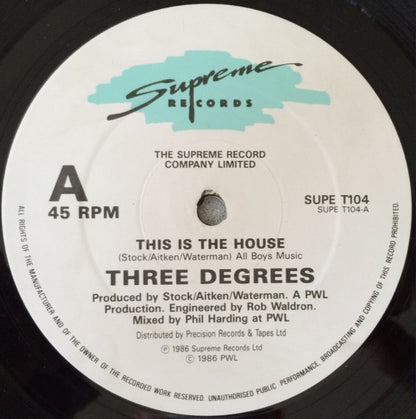 Supreme
RECORDS
THE SUPREME RECORD
COMPANY LIMITED
A
45 RPM
SUPE T104
SUPE T104-A
THIS IS THE HOUSE
(Stock/Aitken/Waterman) All Boys Music
THREE DEGREES
Produced by Stock/Aitken/Waterman. A PWL
Production. Engineered by Rob Waldron.
Mixed by Phil Harding at PWL
Distributed by Precision Records & Tapes Ltd
Ⓟ 1986 Supreme Records Ltd
© 1986 PWL
ALL RIGHTS OF THE MANUFACTURER AND OF THE OWNER OF THE RECORDED WORK RESERVED. UNAUTHORISED PUBLIC PERFORMANCE, BROADCASTING AND COPYING OF THIS RECORD PROHIBITED.